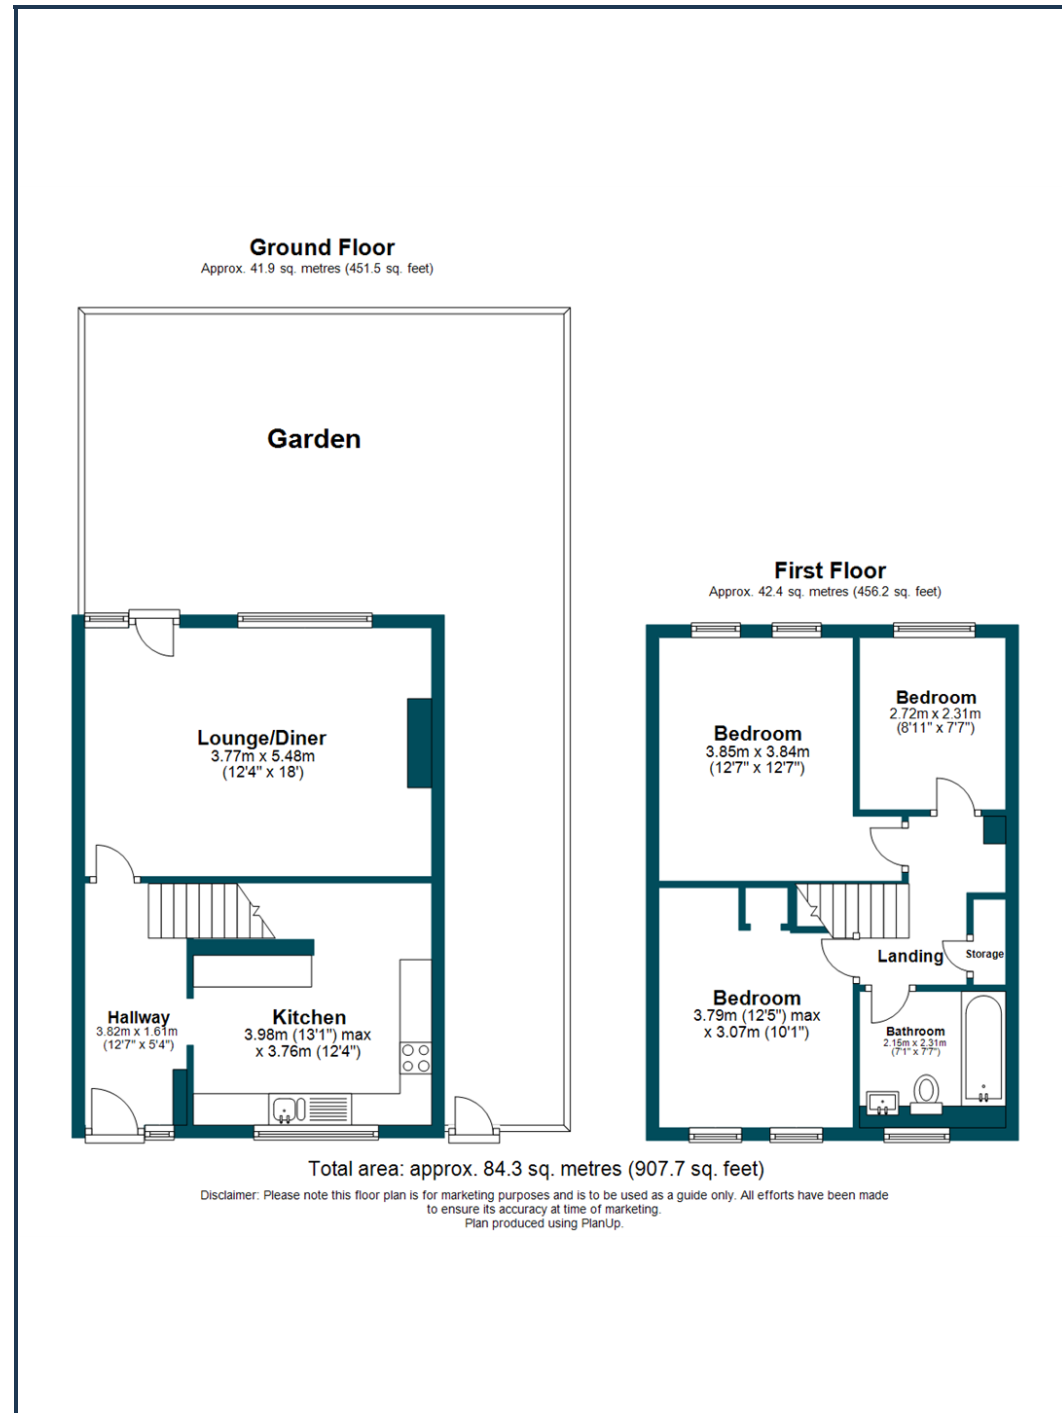 Ground Floor
Approx. 41.9 sq. metres (451.5 sq. feet)
Garden
Lounge/Diner
3.77m x 5.48m
(12'4" x 18')
Hallway
3.82m x 1.61m
(12'7" x 5'4")
Kitchen
3.98m (13'1") max
x 3.76m (12'4")
First Floor
Approx. 42.4 sq. metres (456.2 sq. feet)
Bedroom
3.85m x 3.84m
(12'7" x 12'7")
Bedroom
2.72m x 2.31m
(8'11" x 7'7")
Landing
Storage
Bedroom
3.79m (12'5") max
x 3.07m (10'1")
Bathroom
2.15m x 2.31m
(7'1" x 7'7")
Total area: approx. 84.3 sq. metres (907.7 sq. feet)
Disclaimer: Please note this floor plan is for marketing purposes and is to be used as a guide only. All efforts have been made
to ensure its accuracy at time of marketing.
Plan produced using PlanUp.